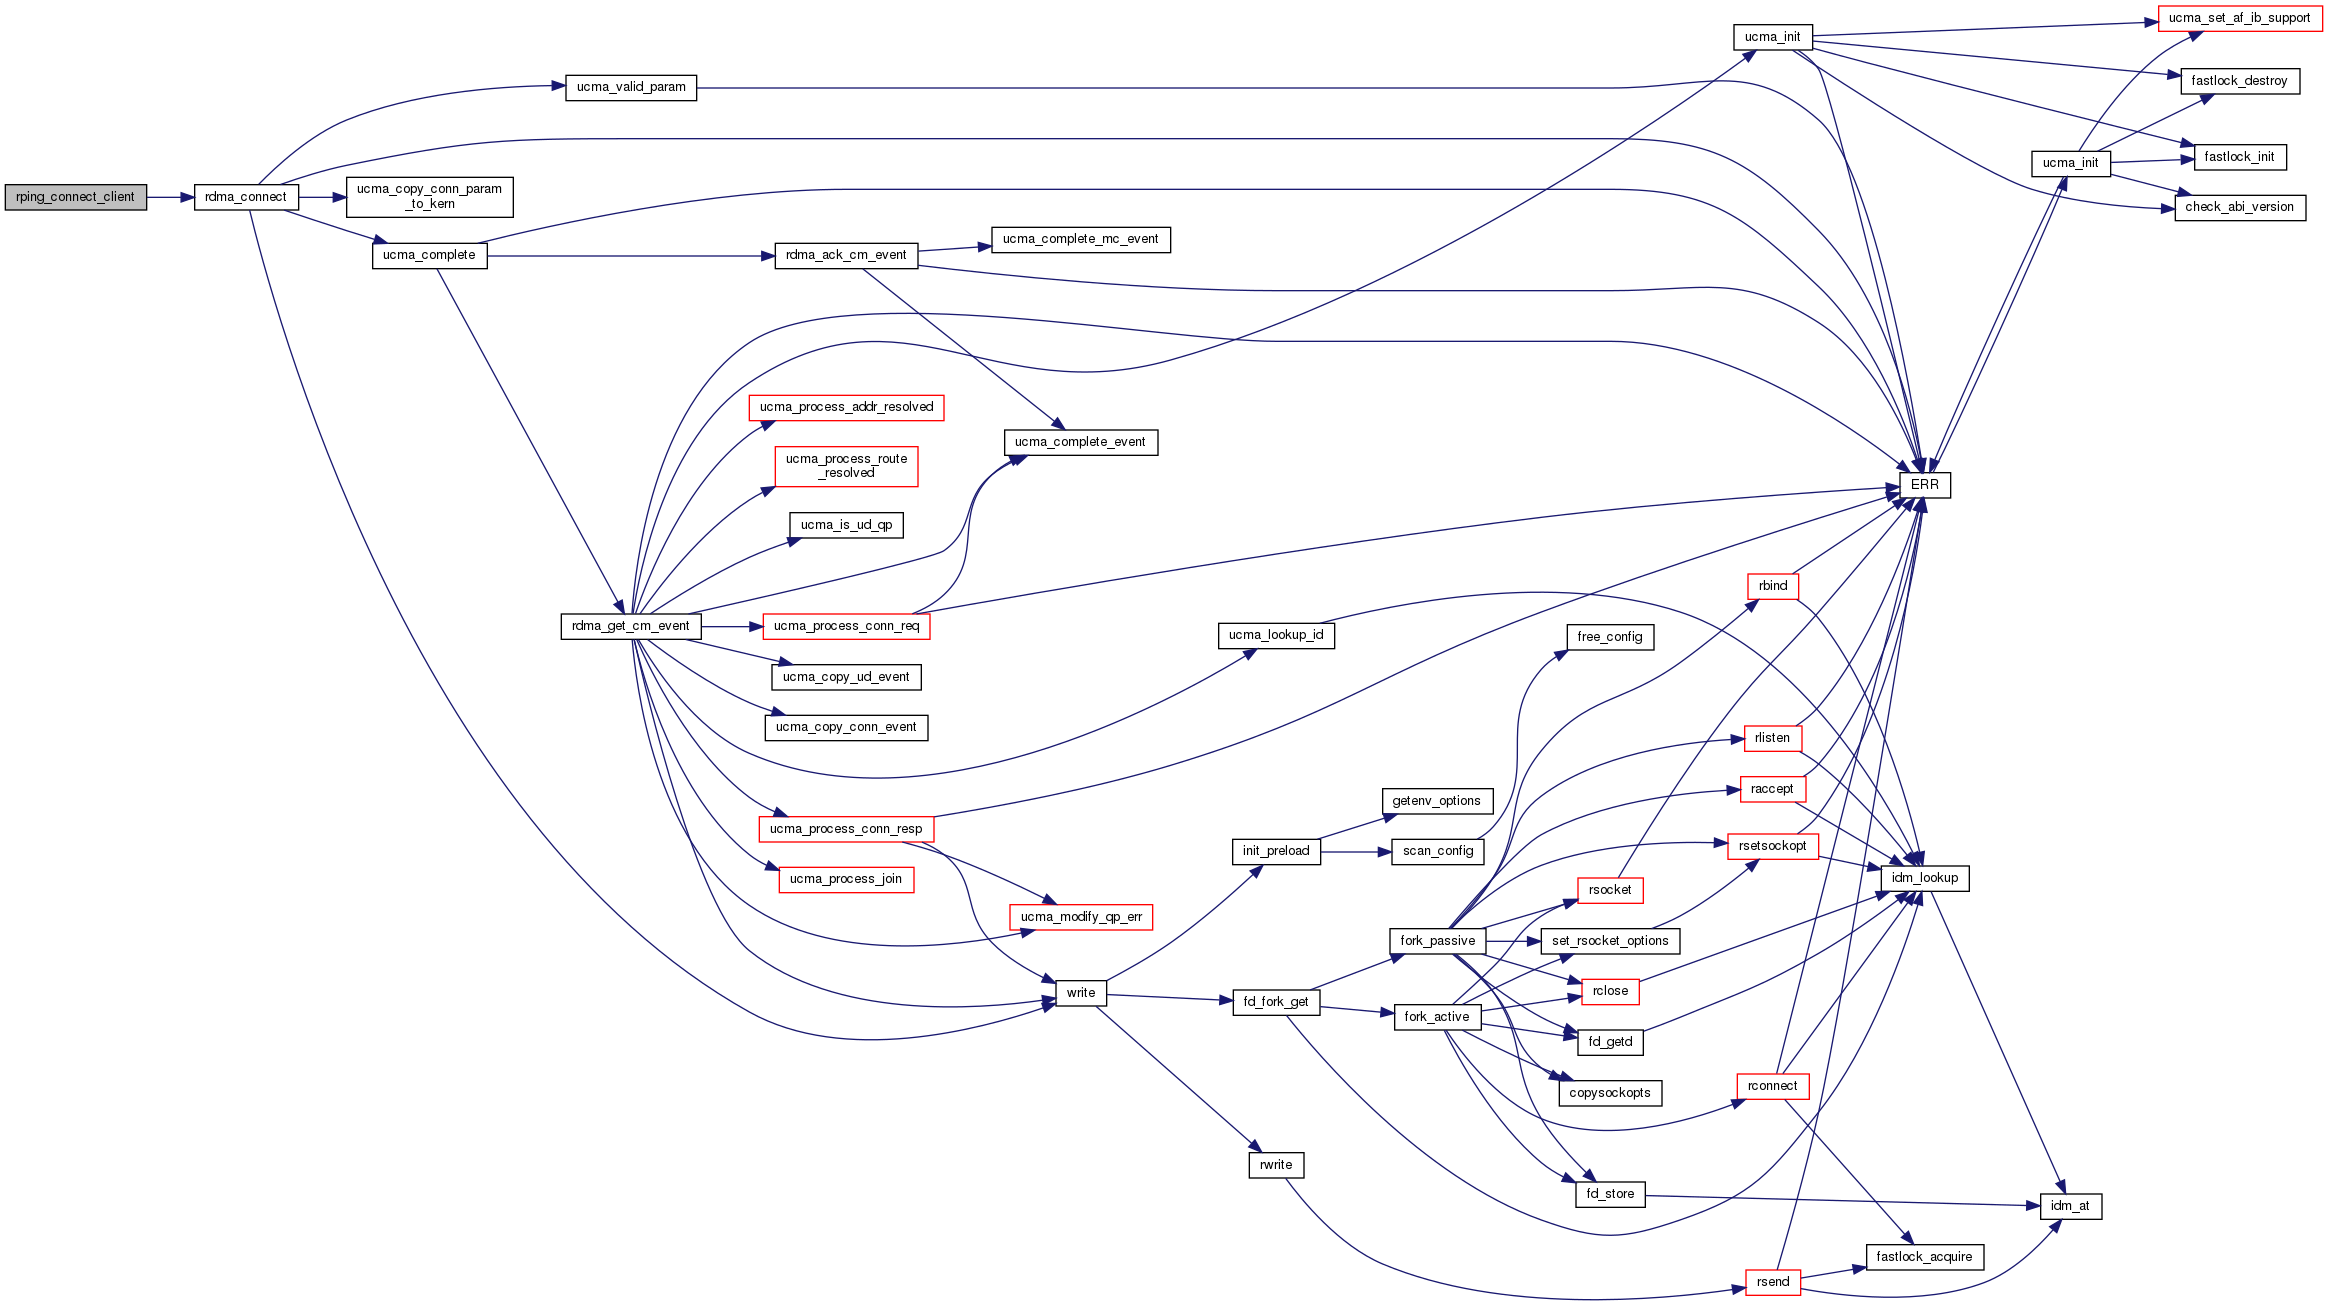 rping_connect_client
rdma_connect
ucma_valid_param
ucma_copy_conn_param
_to_kern
ucma_complete
rdma_ack_cm_event
ucma_complete_mc_event
ucma_init
ucma_set_af_ib_support
fastlock_destroy
ucma_init
fastlock_init
check_abi_version
ucma_process_addr_resolved
ucma_process_route
_resolved
ucma_complete_event
ERR
ucma_is_ud_qp
rdma_get_cm_event
ucma_process_conn_req
ucma_copy_ud_event
ucma_copy_conn_event
ucma_lookup_id
free_config
rbind
rlisten
raccept
rsetsockopt
getenv_options
init_preload
scan_config
ucma_process_conn_resp
ucma_process_join
ucma_modify_qp_err
rsocket
idm_lookup
fork_passive
set_rsocket_options
write
fd_fork_get
fork_active
rclose
fd_getd
copysockopts
rconnect
rwrite
fd_store
idm_at
fastlock_acquire
rsend